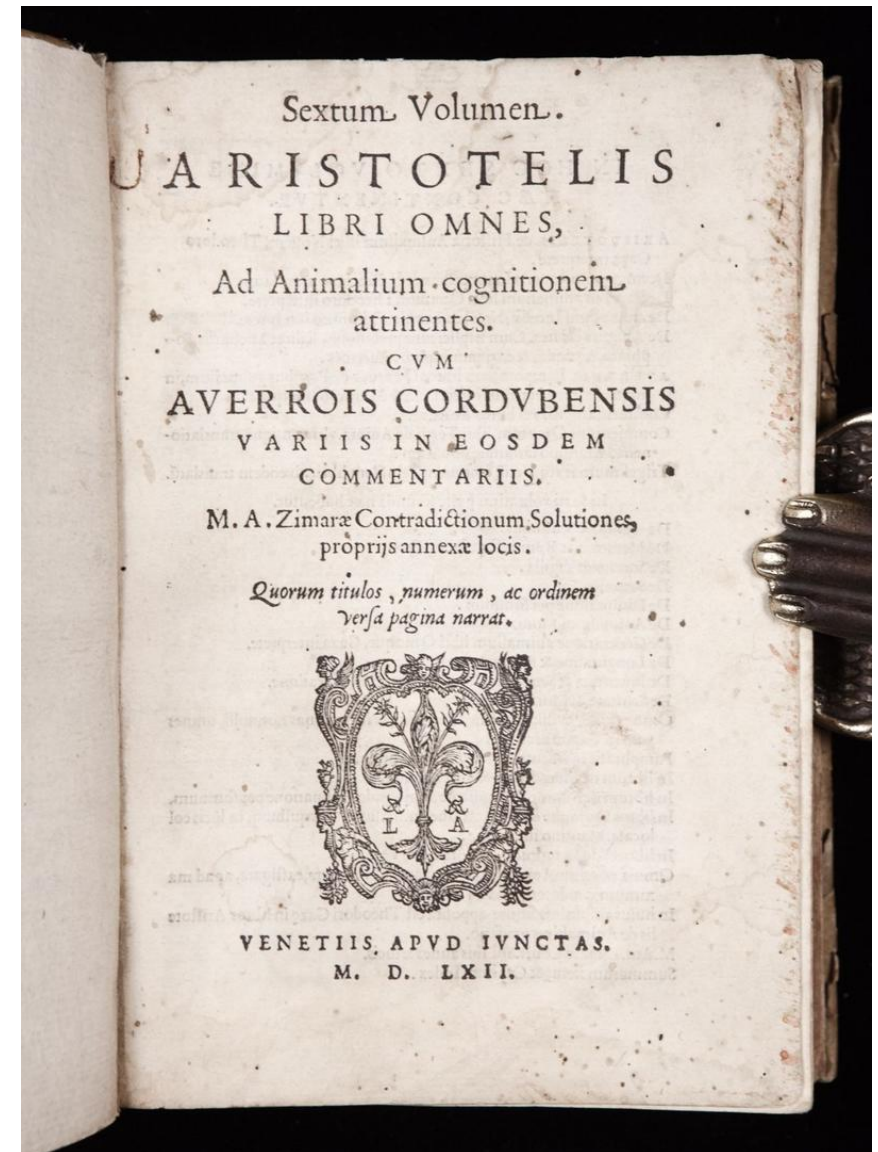 Sextum Volumen.
ARISTOTELIS
LIBRI OMNES,
Ad Animalium cognitionem
attinentes.
CVM
AVERROIS CORDVBENSIS
VARIIS IN EOSDEM
COMMENTARIIS.
M. A. Zimaræ Contradictionum Solutiones,
proprijs annexæ locis.
Quorum titulos, numerum, ac ordinem
versa pagina narrat.
L A
VENETIIS APVD IVNCTAS.
M. D. LXII.